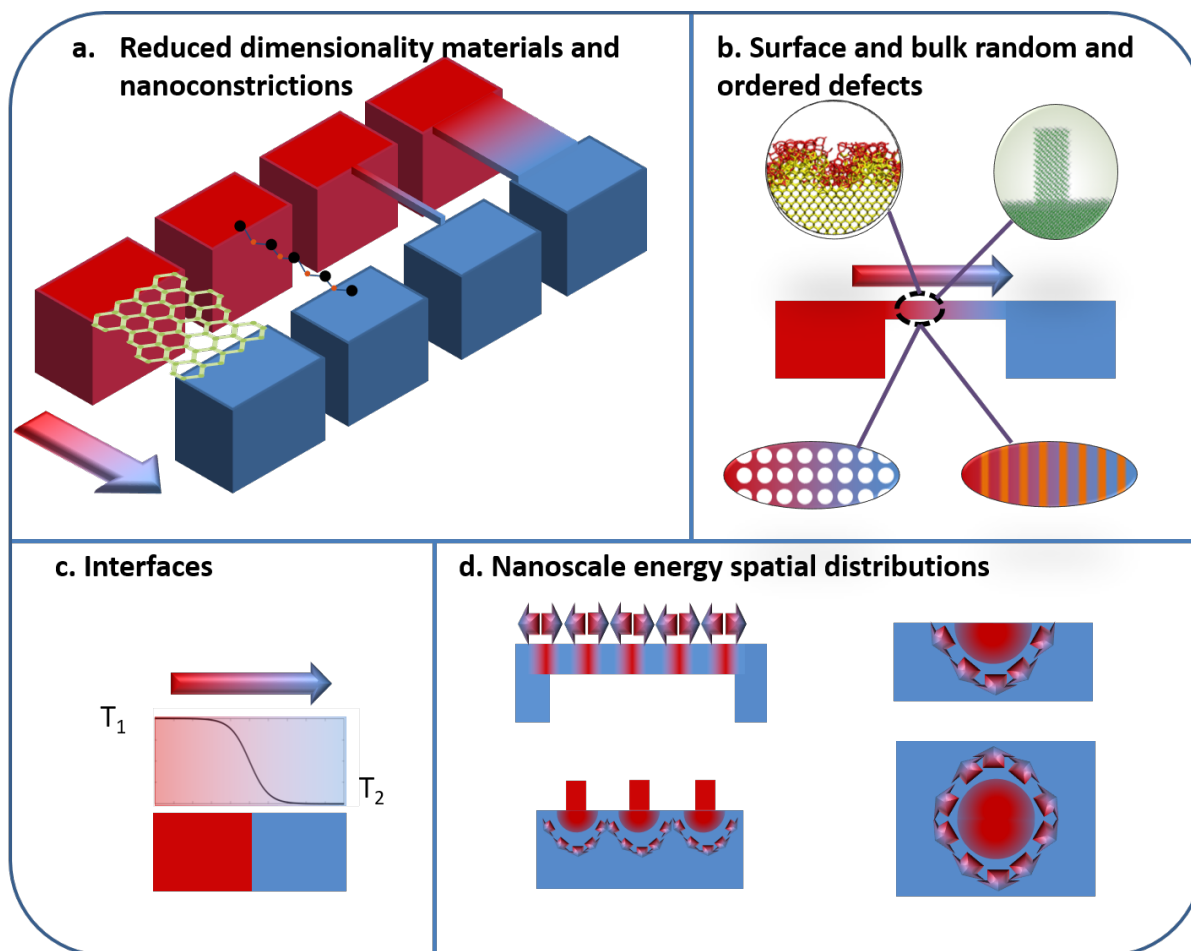 a. Reduced dimensionality materials and
nanoconstrictions
b. Surface and bulk random and
ordered defects
c. Interfaces
T₁
T₂
d. Nanoscale energy spatial distributions